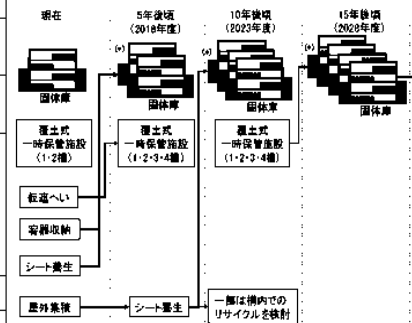 現在
5年後頃
(2018年度)
10年後頃
(2023年度)
15年後頃
(2028年度)
(*)
(*)
(*)
固体庫
固体庫
固体庫
固体庫
覆土式
一時保管施設
(1・2槽)
覆土式
一時保管施設
(1・2・3・4槽)
覆土式
一時保管施設
(1・2・3・4槽)
仮遮へい
容器収納
シート養生
屋外集積
シート養生
一部は構内での
リサイクルを検討